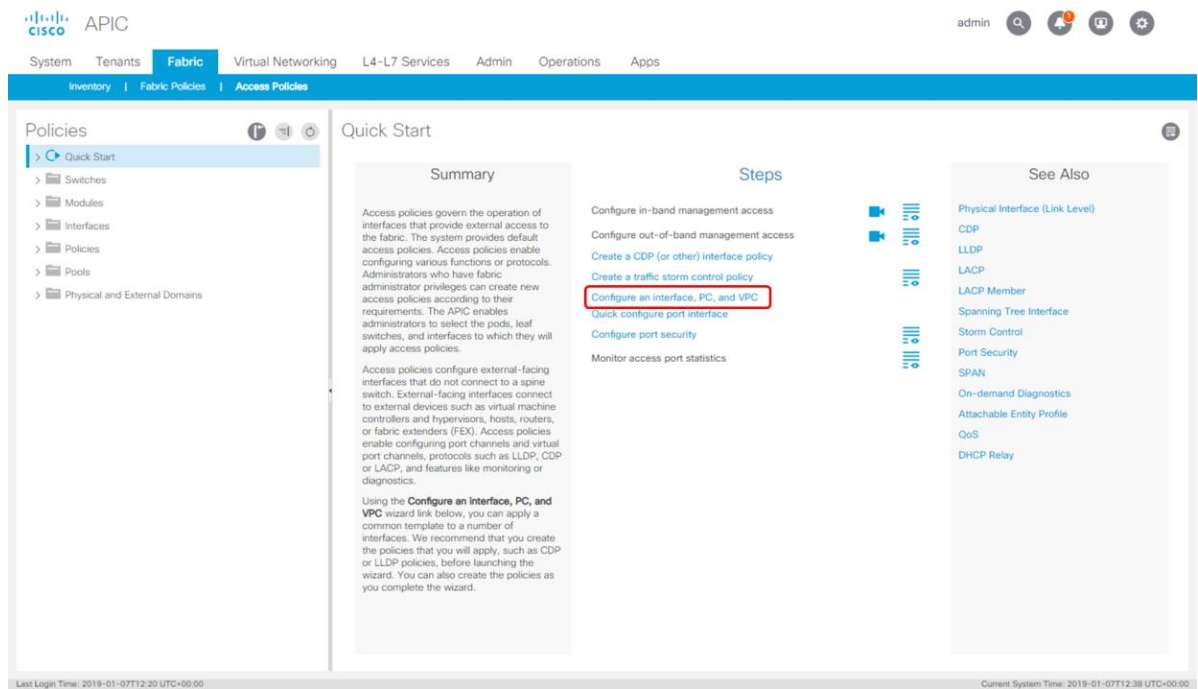 cisco
APIC
admin
1
System Tenants Fabric Virtual Networking L4-L7 Services Admin Operations Apps
Inventory | Fabric Policies | Access Policies
Policies
Quick Start
Switches
Modules
Interfaces
Policies
Pools
Physical and External Domains
Quick Start
Summary
Access policies govern the operation of
interfaces that provide external access to
the fabric. The system provides default
access policies. Access policies enable
configuring various functions or protocols.
Administrators who have fabric
administrator privileges can create new
access policies according to their
requirements. The APIC enables
administrators to select the pods, leaf
switches, and interfaces to which they will
apply access policies.
Access policies configure external-facing
interfaces that do not connect to a spine
switch. External-facing interfaces connect
to external devices such as virtual machine
controllers and hypervisors, hosts, routers,
or fabric extenders (FEX). Access policies
enable configuring port channels and virtual
port channels, protocols such as LLDP, CDP
or LACP, and features like monitoring or
diagnostics.
Using the Configure an interface, PC, and
VPC wizard link below, you can apply a
common template to a number of
interfaces. We recommend that you create
the policies that you will apply, such as CDP
or LLDP policies, before launching the
wizard. You can also create the policies as
you complete the wizard.
Steps
Configure in-band management access
Configure out-of-band management access
Create a CDP (or other) interface policy
Create a traffic storm control policy
Configure an interface, PC, and VPC
Quick configure port interface
Configure port security
Monitor access port statistics
See Also
Physical Interface (Link Level)
CDP
LLDP
LACP
LACP Member
Spanning Tree Interface
Storm Control
Port Security
SPAN
On-demand Diagnostics
Attachable Entity Profile
QoS
DHCP Relay
Last Login Time: 2019-01-07T12:20 UTC+00:00
Current System Time: 2019-01-07T12:38 UTC+00:00